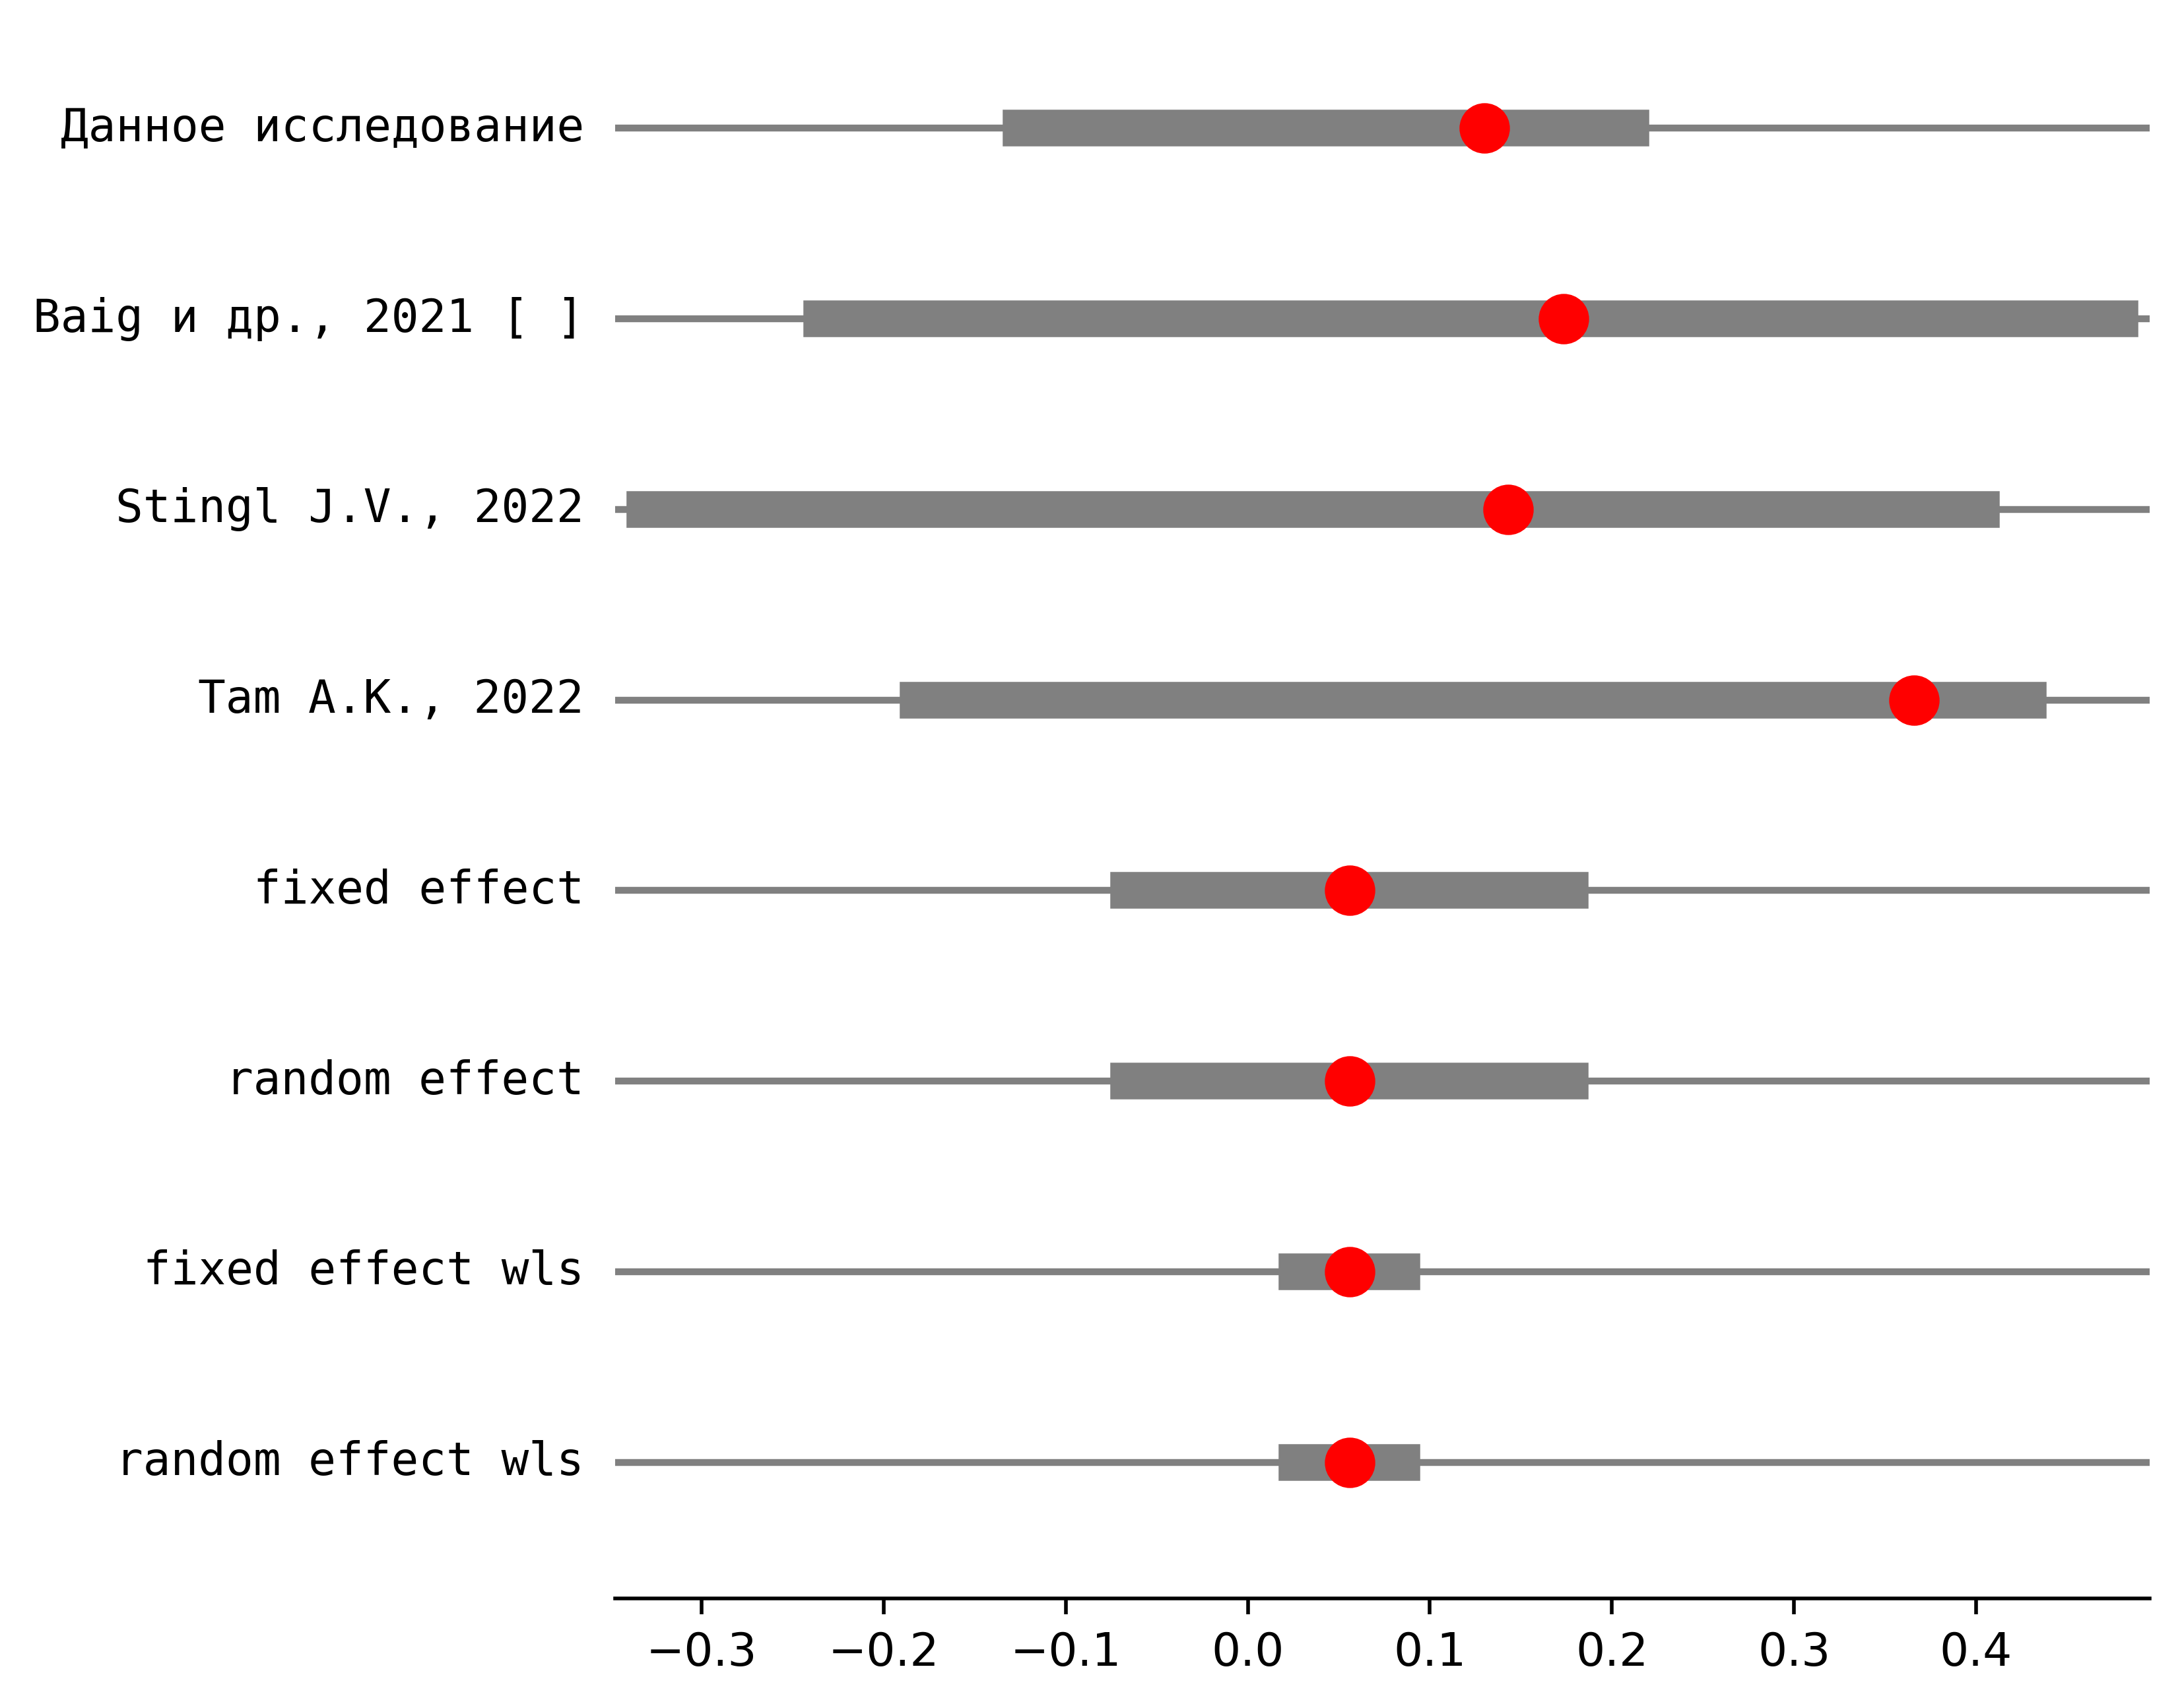 Данное исследование
Baig и др., 2021 [ ]
Stingl J.V., 2022
Tam A.K., 2022
fixed effect
random effect
fixed effect wls
random effect wls
−0.3 −0.2 −0.1 0.0 0.1 0.2 0.3 0.4